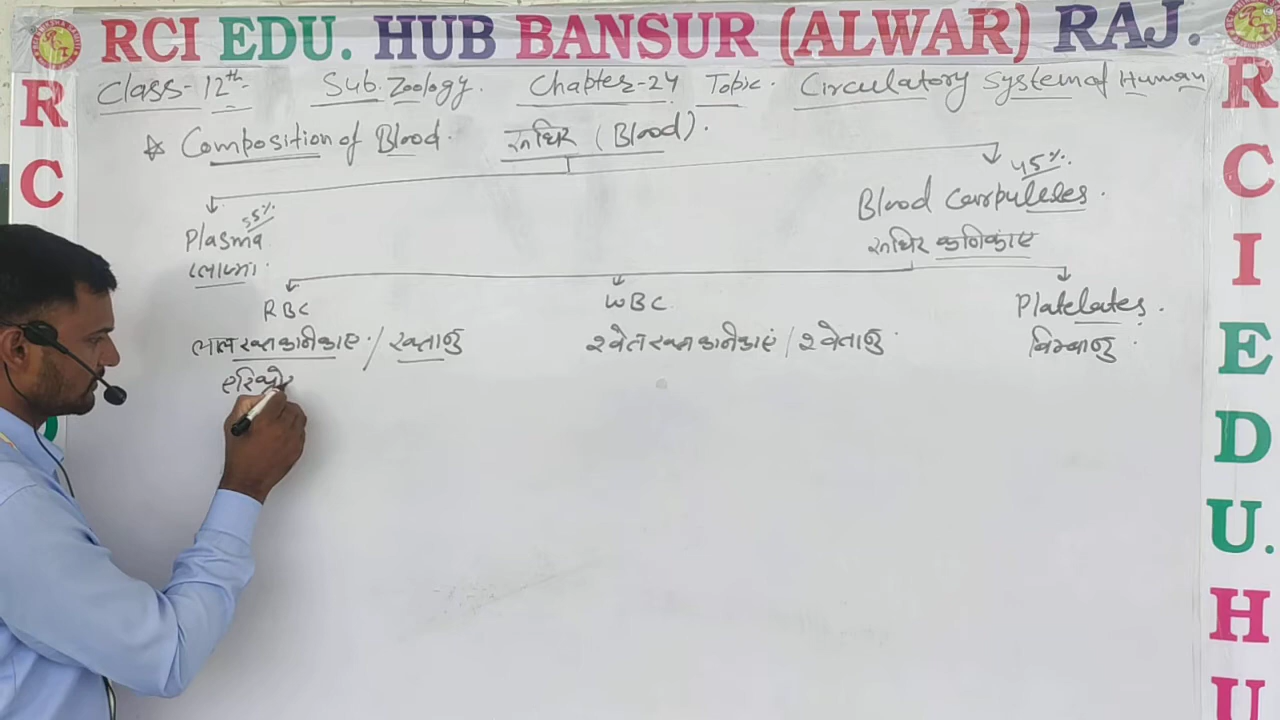 RCI EDU. HUB BANSUR (ALWAR) RAJ.
Class-12th Sub. Zoology. Chapter-24 Topic. Circulatory System of Human
☆ Composition of Blood. रूधिर (Blood).
55% 45%.
Plasma Blood Corpuscles.
प्लाज्मा. रूधिर कणिकाएं
RBC WBC Platelates.
लाल रक्त कणिकाएं / रक्ताणु श्वेत रक्त कणिकाएं / श्वेताणु. बिम्बाणु.
एरिथ्रो
R
C
R
C
I
E
D
U.
H
U